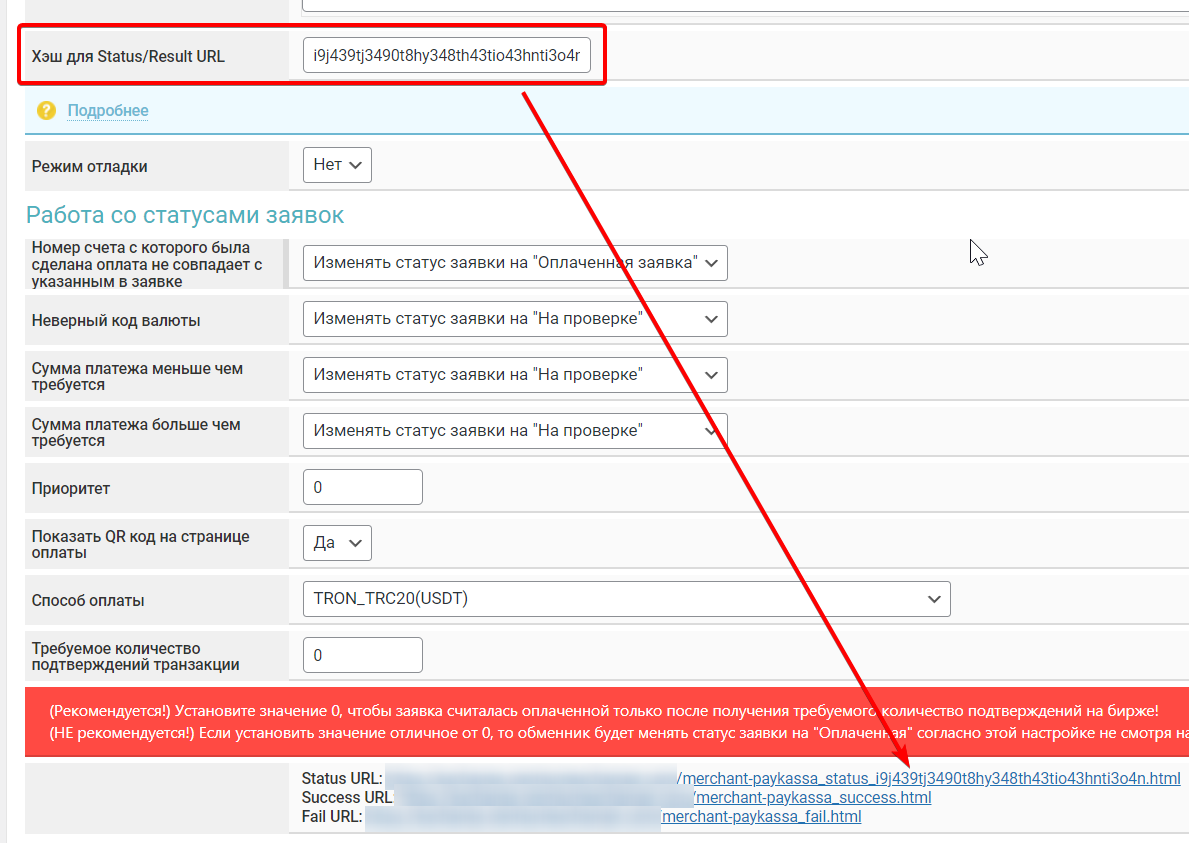 Хэш для Status/Result URL
i9j439tj3490t8hy348th43tio43hnti3o4r
?
Подробнее
Режим отладки
Нет
Работа со статусами заявок
Номер счета с которого была
сделана оплата не совпадает с
указанным в заявке
Изменять статус заявки на "Оплаченная заявка"
Неверный код валюты
Изменять статус заявки на "На проверке"
Сумма платежа меньше чем
требуется
Изменять статус заявки на "На проверке"
Сумма платежа больше чем
требуется
Изменять статус заявки на "На проверке"
Приоритет
0
Показать QR код на странице
оплаты
Да
Способ оплаты
TRON_TRC20(USDT)
Требуемое количество
подтверждений транзакции
0
(Рекомендуется!) Установите значение 0, чтобы заявка считалась оплаченной только после получения требуемого количество подтверждений на бирже!
(НЕ рекомендуется!) Если установить значение отличное от 0, то обменник будет менять статус заявки на "Оплаченная" согласно этой настройке не смотря на
Status URL: /merchant-paykassa_status_i9j439tj3490t8hy348th43tio43hnti3o4n.html
Success URL /merchant-paykassa_success.html
Fail URL: /merchant-paykassa_fail.html